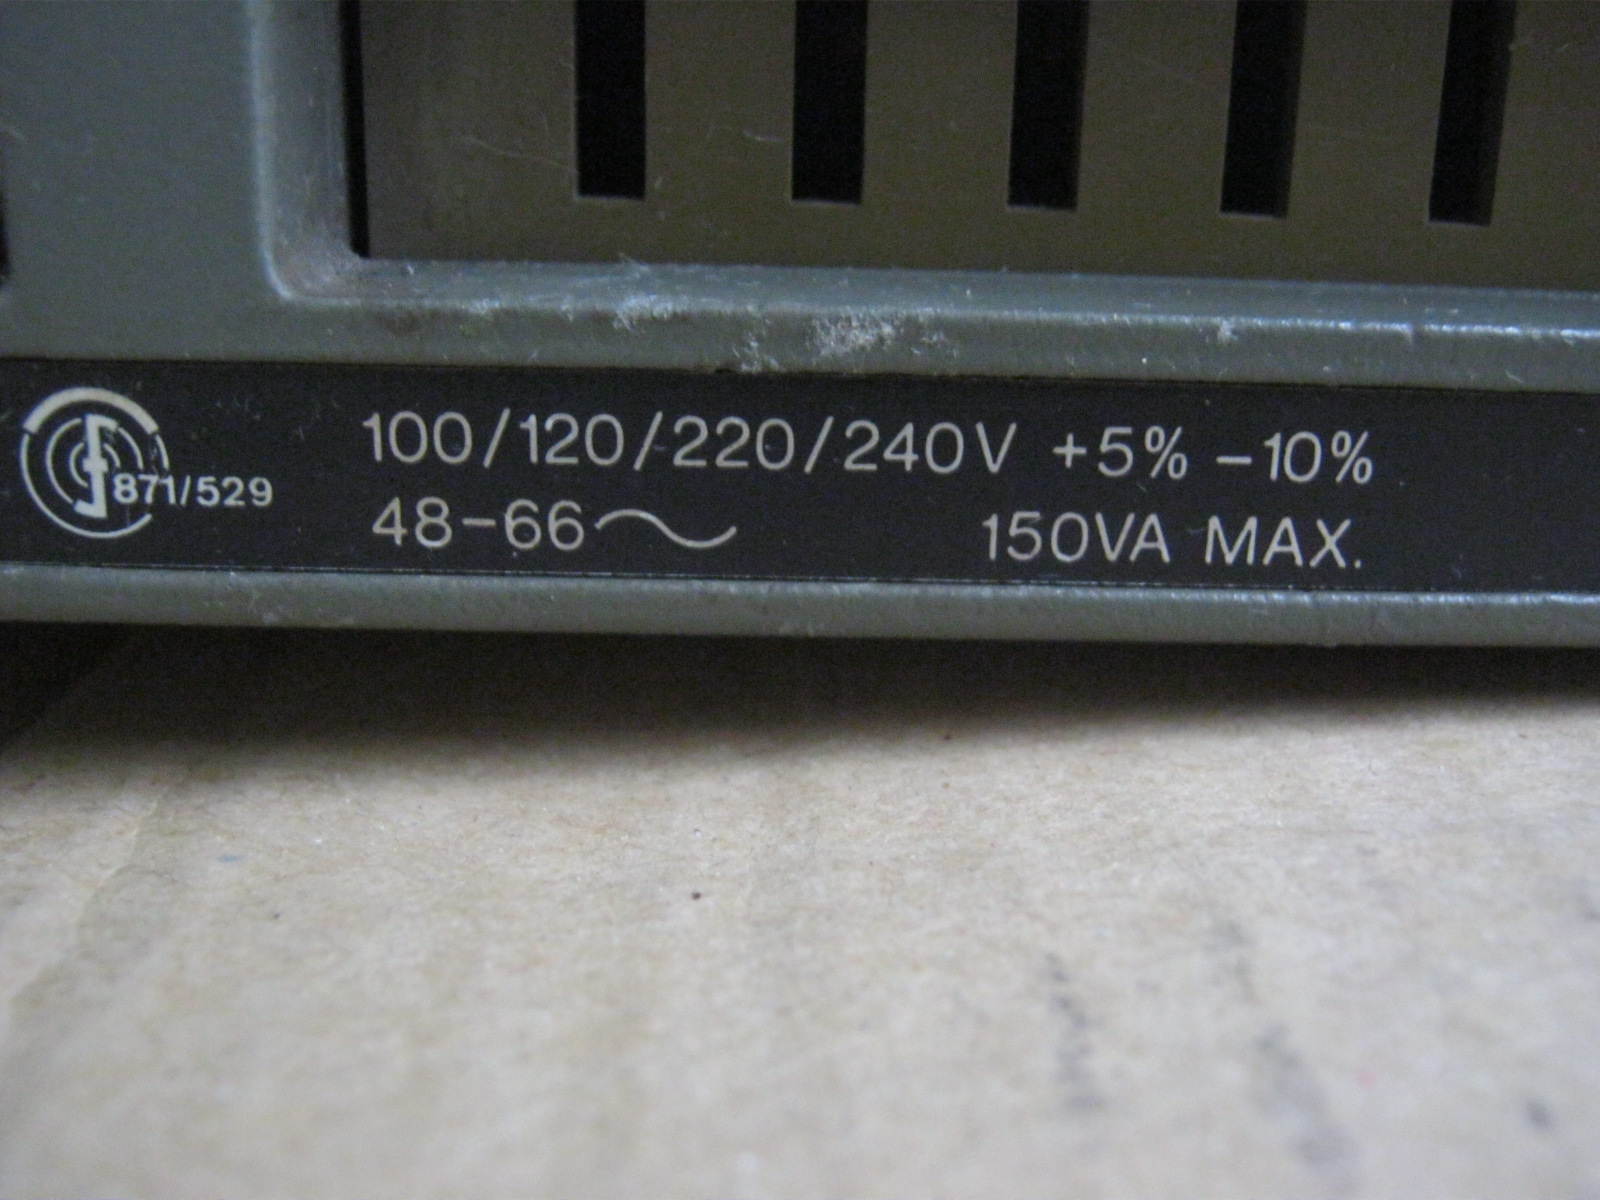 100/120/220/240V +5% -10%
871/529
48-66~ 150VA MAX.